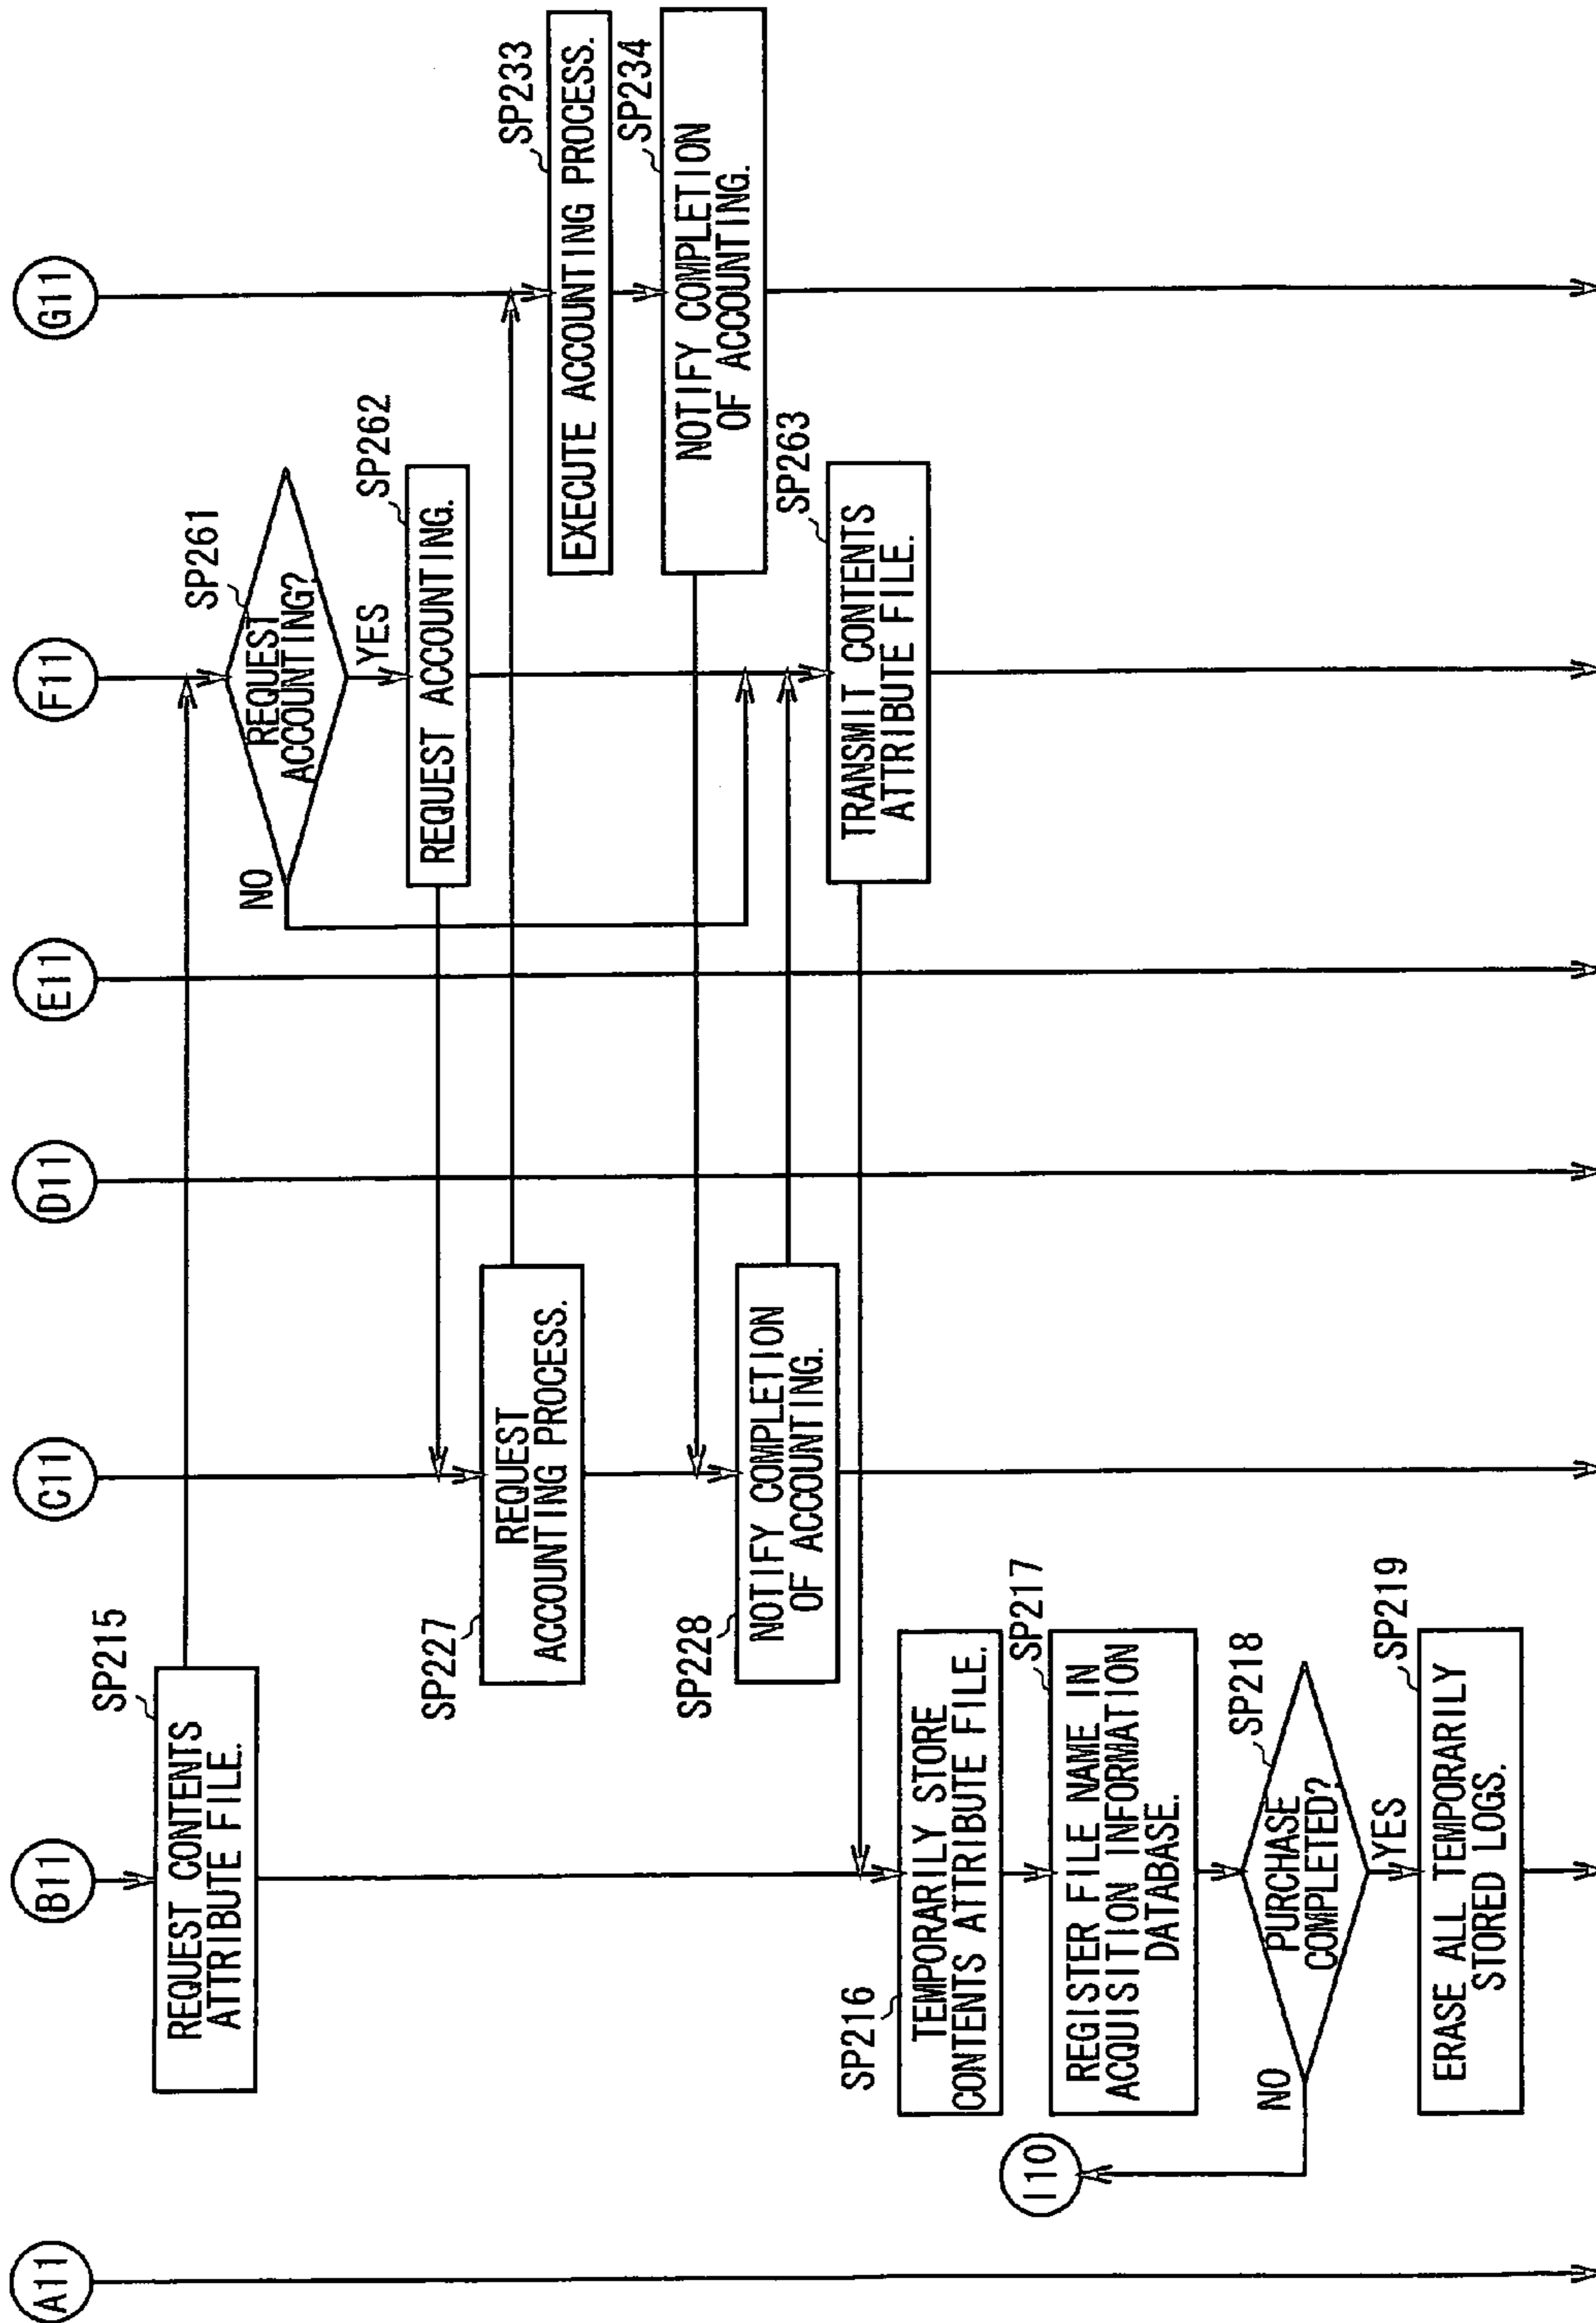 A11
B11
C11
D11
E11
F11
G11
SP215
REQUEST CONTENTS
ATTRIBUTE FILE.
SP261
REQUEST
ACCOUNTING?
NO
YES
SP262
REQUEST ACCOUNTING.
SP227
REQUEST
ACCOUNTING PROCESS.
SP233
EXECUTE ACCOUNTING PROCESS.
SP234
NOTIFY COMPLETION
OF ACCOUNTING.
SP228
NOTIFY COMPLETION
OF ACCOUNTING.
SP263
TRANSMIT CONTENTS
ATTRIBUTE FILE.
SP216
TEMPORARILY STORE
CONTENTS ATTRIBUTE FILE.
SP217
REGISTER FILE NAME IN
ACQUISITION INFORMATION
DATABASE.
I10
SP218
PURCHASE
COMPLETED?
NO
YES
SP219
ERASE ALL TEMPORARILY
STORED LOGS.